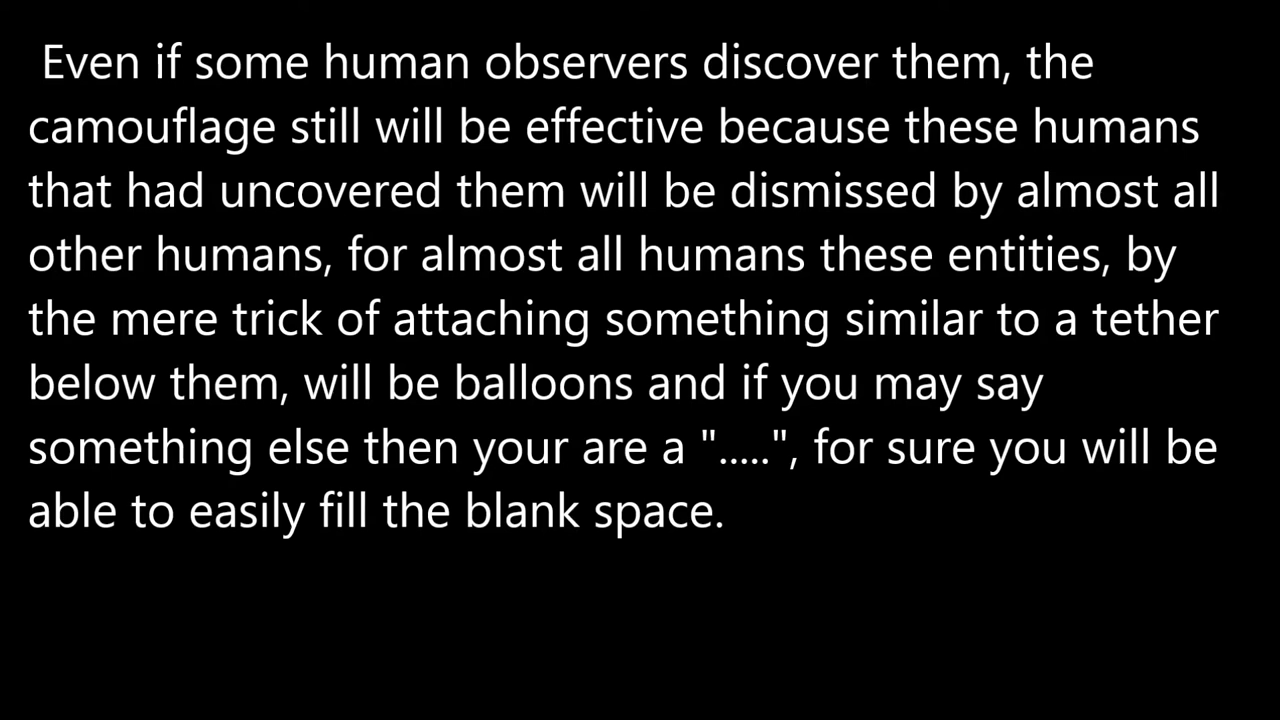 Even if some human observers discover them, the
camouflage still will be effective because these humans
that had uncovered them will be dismissed by almost all
other humans, for almost all humans these entities, by
the mere trick of attaching something similar to a tether
below them, will be balloons and if you may say
something else then your are a ".....", for sure you will be
able to easily fill the blank space.